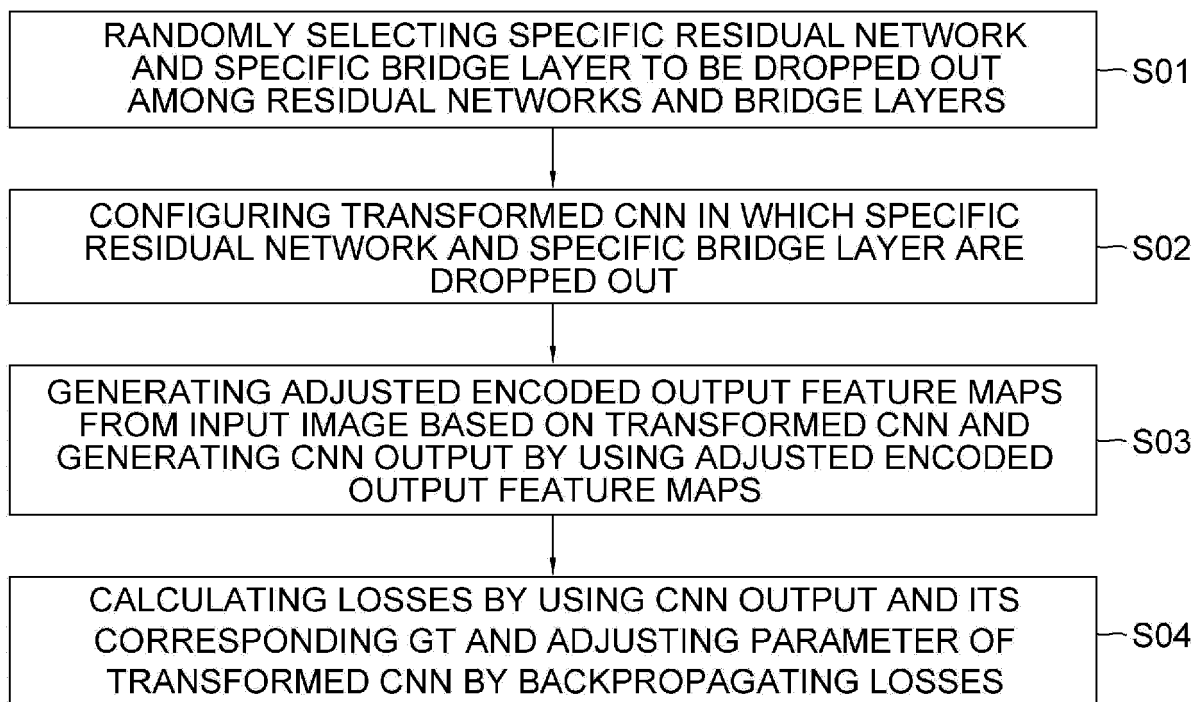 RANDOMLY SELECTING SPECIFIC RESIDUAL NETWORK
AND SPECIFIC BRIDGE LAYER TO BE DROPPED OUT
AMONG RESIDUAL NETWORKS AND BRIDGE LAYERS
S01
CONFIGURING TRANSFORMED CNN IN WHICH SPECIFIC
RESIDUAL NETWORK AND SPECIFIC BRIDGE LAYER ARE
DROPPED OUT
S02
GENERATING ADJUSTED ENCODED OUTPUT FEATURE MAPS
FROM INPUT IMAGE BASED ON TRANSFORMED CNN AND
GENERATING CNN OUTPUT BY USING ADJUSTED ENCODED
OUTPUT FEATURE MAPS
S03
CALCULATING LOSSES BY USING CNN OUTPUT AND ITS
CORRESPONDING GT AND ADJUSTING PARAMETER OF
TRANSFORMED CNN BY BACKPROPAGATING LOSSES
S04